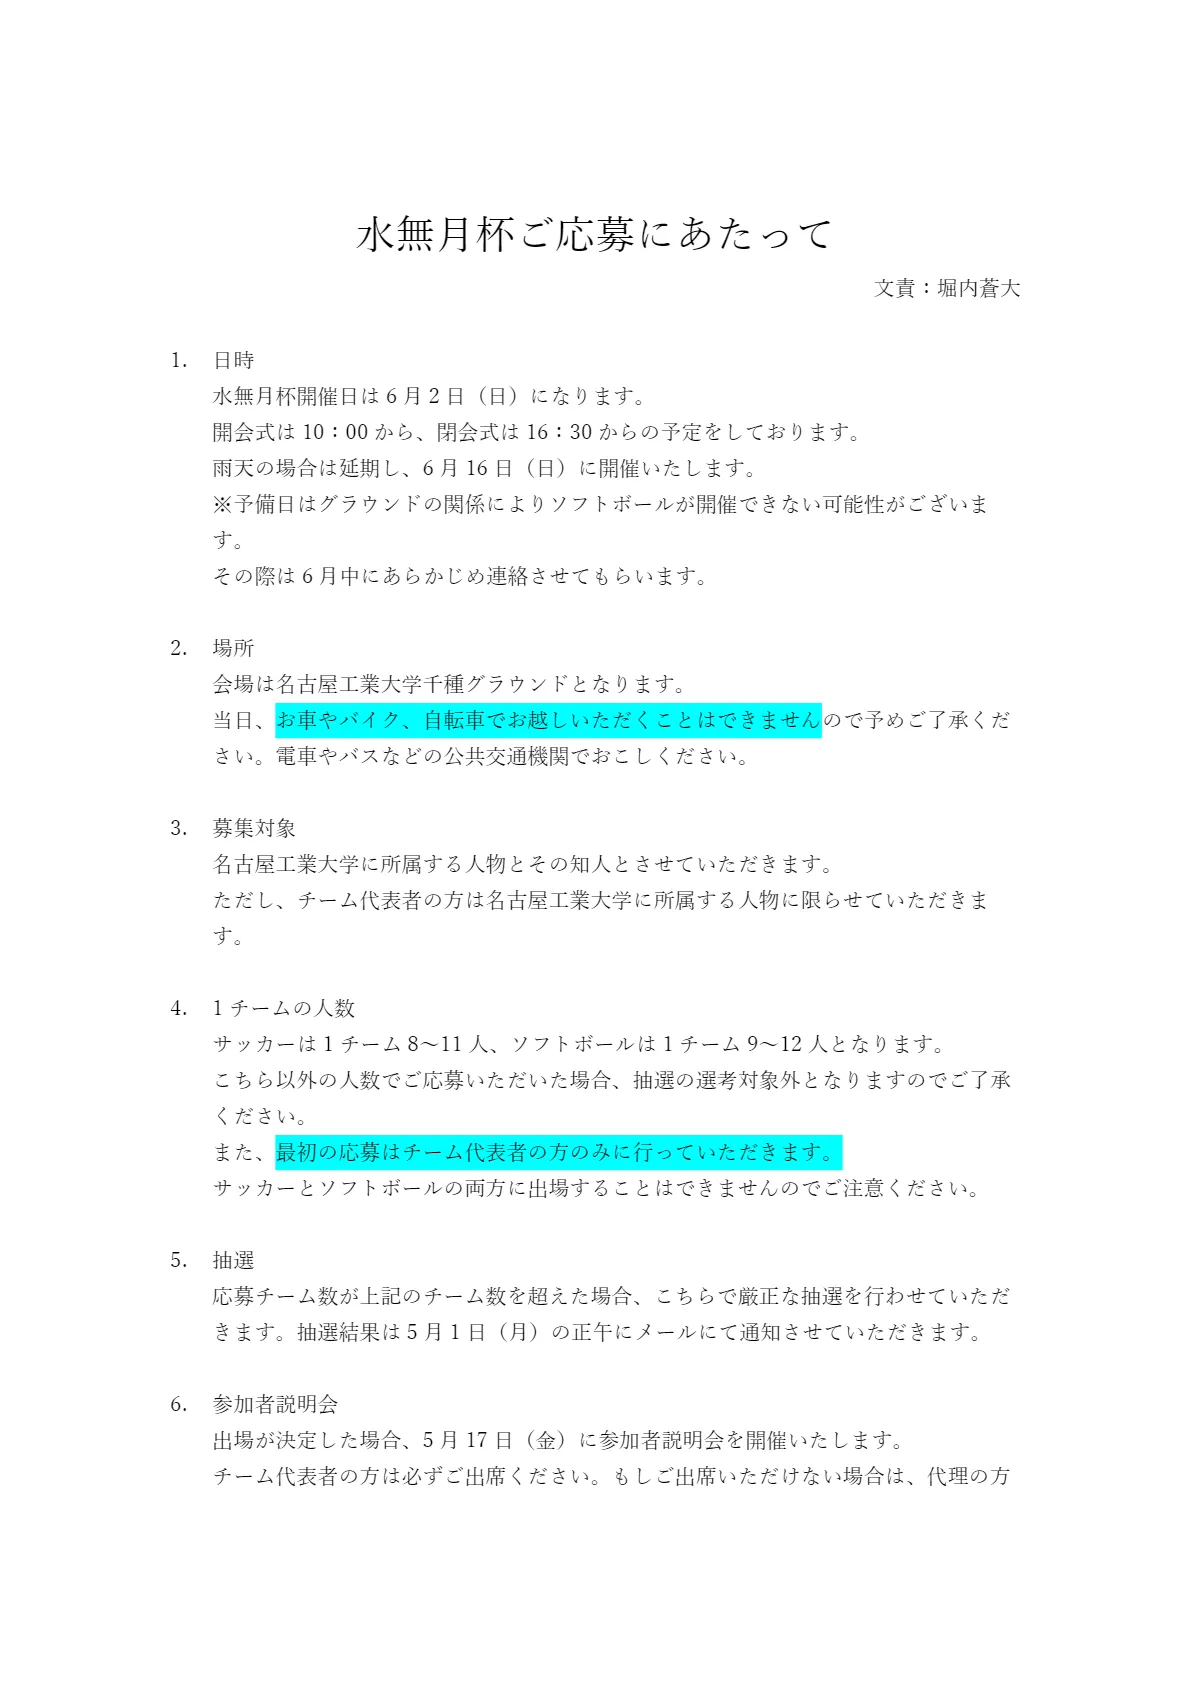 水無月杯ご応募にあたって
文責：堀内蒼大
1. 日時
水無月杯開催日は 6 月 2 日（日）になります。
開会式は 10：00 から、閉会式は 16：30 からの予定をしております。
雨天の場合は延期し、6 月 16 日（日）に開催いたします。
※予備日はグラウンドの関係によりソフトボールが開催できない可能性がございま
す。
その際は 6 月中にあらかじめ連絡させてもらいます。
2. 場所
会場は名古屋工業大学千種グラウンドとなります。
当日、お車やバイク、自転車でお越しいただくことはできませんので予めご了承くだ
さい。電車やバスなどの公共交通機関でおこしください。
3. 募集対象
名古屋工業大学に所属する人物とその知人とさせていただきます。
ただし、チーム代表者の方は名古屋工業大学に所属する人物に限らせていただきま
す。
4. 1 チームの人数
サッカーは 1 チーム 8～11 人、ソフトボールは 1 チーム 9～12 人となります。
こちら以外の人数でご応募いただいた場合、抽選の選考対象外となりますのでご了承
ください。
また、最初の応募はチーム代表者の方のみに行っていただきます。
サッカーとソフトボールの両方に出場することはできませんのでご注意ください。
5. 抽選
応募チーム数が上記のチーム数を超えた場合、こちらで厳正な抽選を行わせていただ
きます。抽選結果は 5 月 1 日（月）の正午にメールにて通知させていただきます。
6. 参加者説明会
出場が決定した場合、5 月 17 日（金）に参加者説明会を開催いたします。
チーム代表者の方は必ずご出席ください。もしご出席いただけない場合は、代理の方